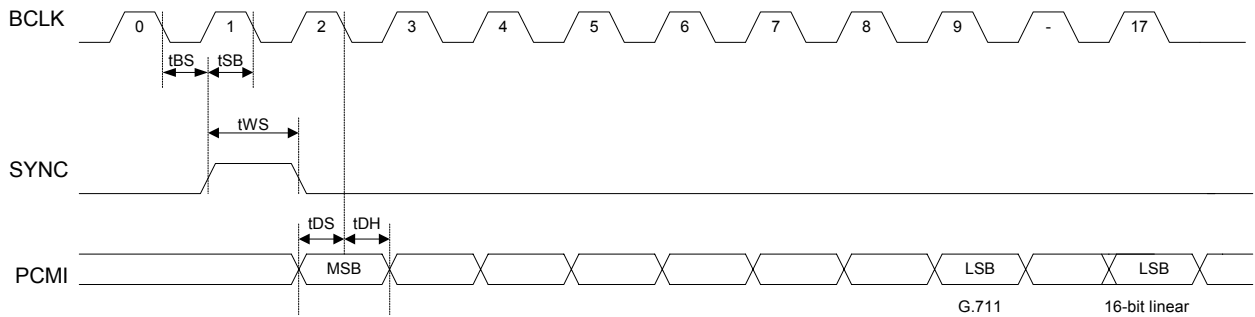 BCLK 0 1 2 3 4 5 6 7 8 9 - 17
tBS tSB
tWS
SYNC
tDS tDH
PCMI MSB LSB LSB
G.711 16-bit linear